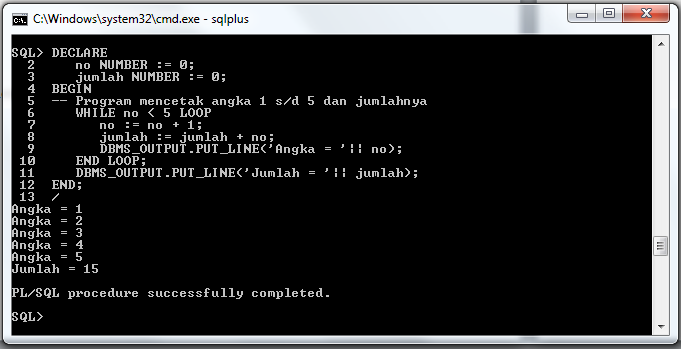 C:\Windows\system32\cmd.exe - sqlplus
SQL> DECLARE
  2     no NUMBER := 0;
  3     jumlah NUMBER := 0;
  4  BEGIN
  5  -- Program mencetak angka 1 s/d 5 dan jumlahnya
  6     WHILE no < 5 LOOP
  7        no := no + 1;
  8        jumlah := jumlah + no;
  9        DBMS_OUTPUT.PUT_LINE('Angka = '|| no);
 10     END LOOP;
 11     DBMS_OUTPUT.PUT_LINE('Jumlah = '|| jumlah);
 12  END;
 13  /
Angka = 1
Angka = 2
Angka = 3
Angka = 4
Angka = 5
Jumlah = 15
PL/SQL procedure successfully completed.
SQL>